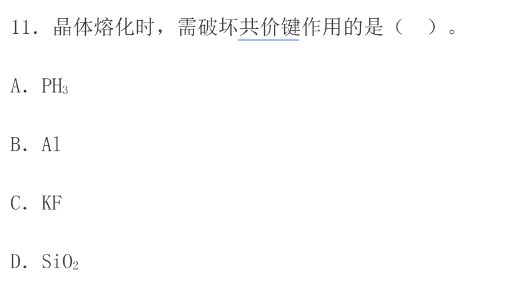 11. 晶体熔化时，需破坏共价键作用的是（　）。
A. PH₃
B. Al
C. KF
D. SiO₂